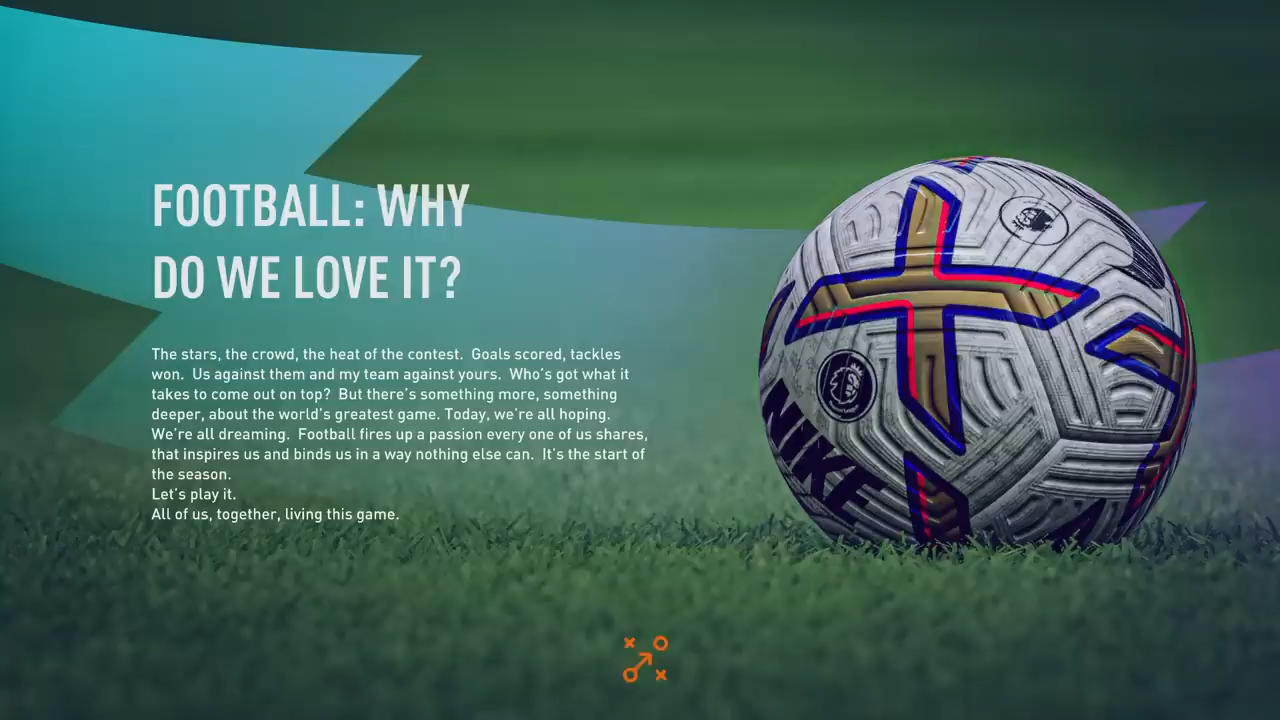 FOOTBALL: WHY
DO WE LOVE IT?
The stars, the crowd, the heat of the contest.  Goals scored, tackles
won.  Us against them and my team against yours.  Who's got what it
takes to come out on top?  But there's something more, something
deeper, about the world's greatest game. Today, we're all hoping.
We're all dreaming.  Football fires up a passion every one of us shares,
that inspires us and binds us in a way nothing else can.  It's the start of
the season.
Let's play it.
All of us, together, living this game.
NIKE